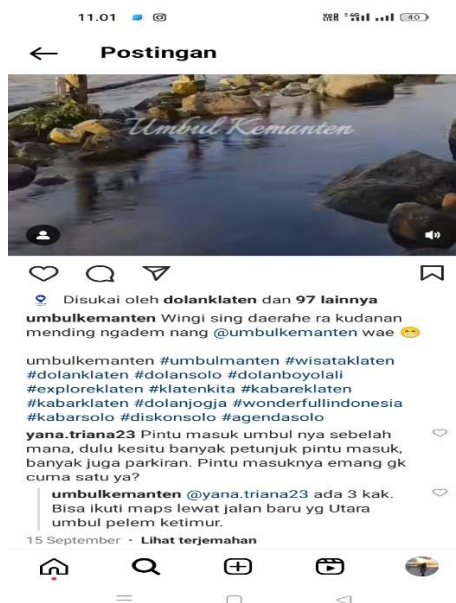 11.01
40
Postingan
Umbul Kemanten
Disukai oleh dolanklaten dan 97 lainnya
umbulkemanten Wingi sing daerahe ra kudanan
mending ngadem nang @umbulkemanten wae 😁
umbulkemanten #umbulmanten #wisataklaten
#dolanklaten #dolansolo #dolanboyolali
#exploreklaten #klatenkita #kabareklaten
#kabarklaten #dolanjogja #wonderfullindonesia
#kabarsolo #diskonsolo #agendasolo
yana.triana23 Pintu masuk umbul nya sebelah
mana, dulu kesitu banyak petunjuk pintu masuk,
banyak juga parkiran. Pintu masuknya emang gk
cuma satu ya?
umbulkemanten @yana.triana23 ada 3 kak.
Bisa ikuti maps lewat jalan baru yg Utara
umbul pelem ketimur.
15 September · Lihat terjemahan